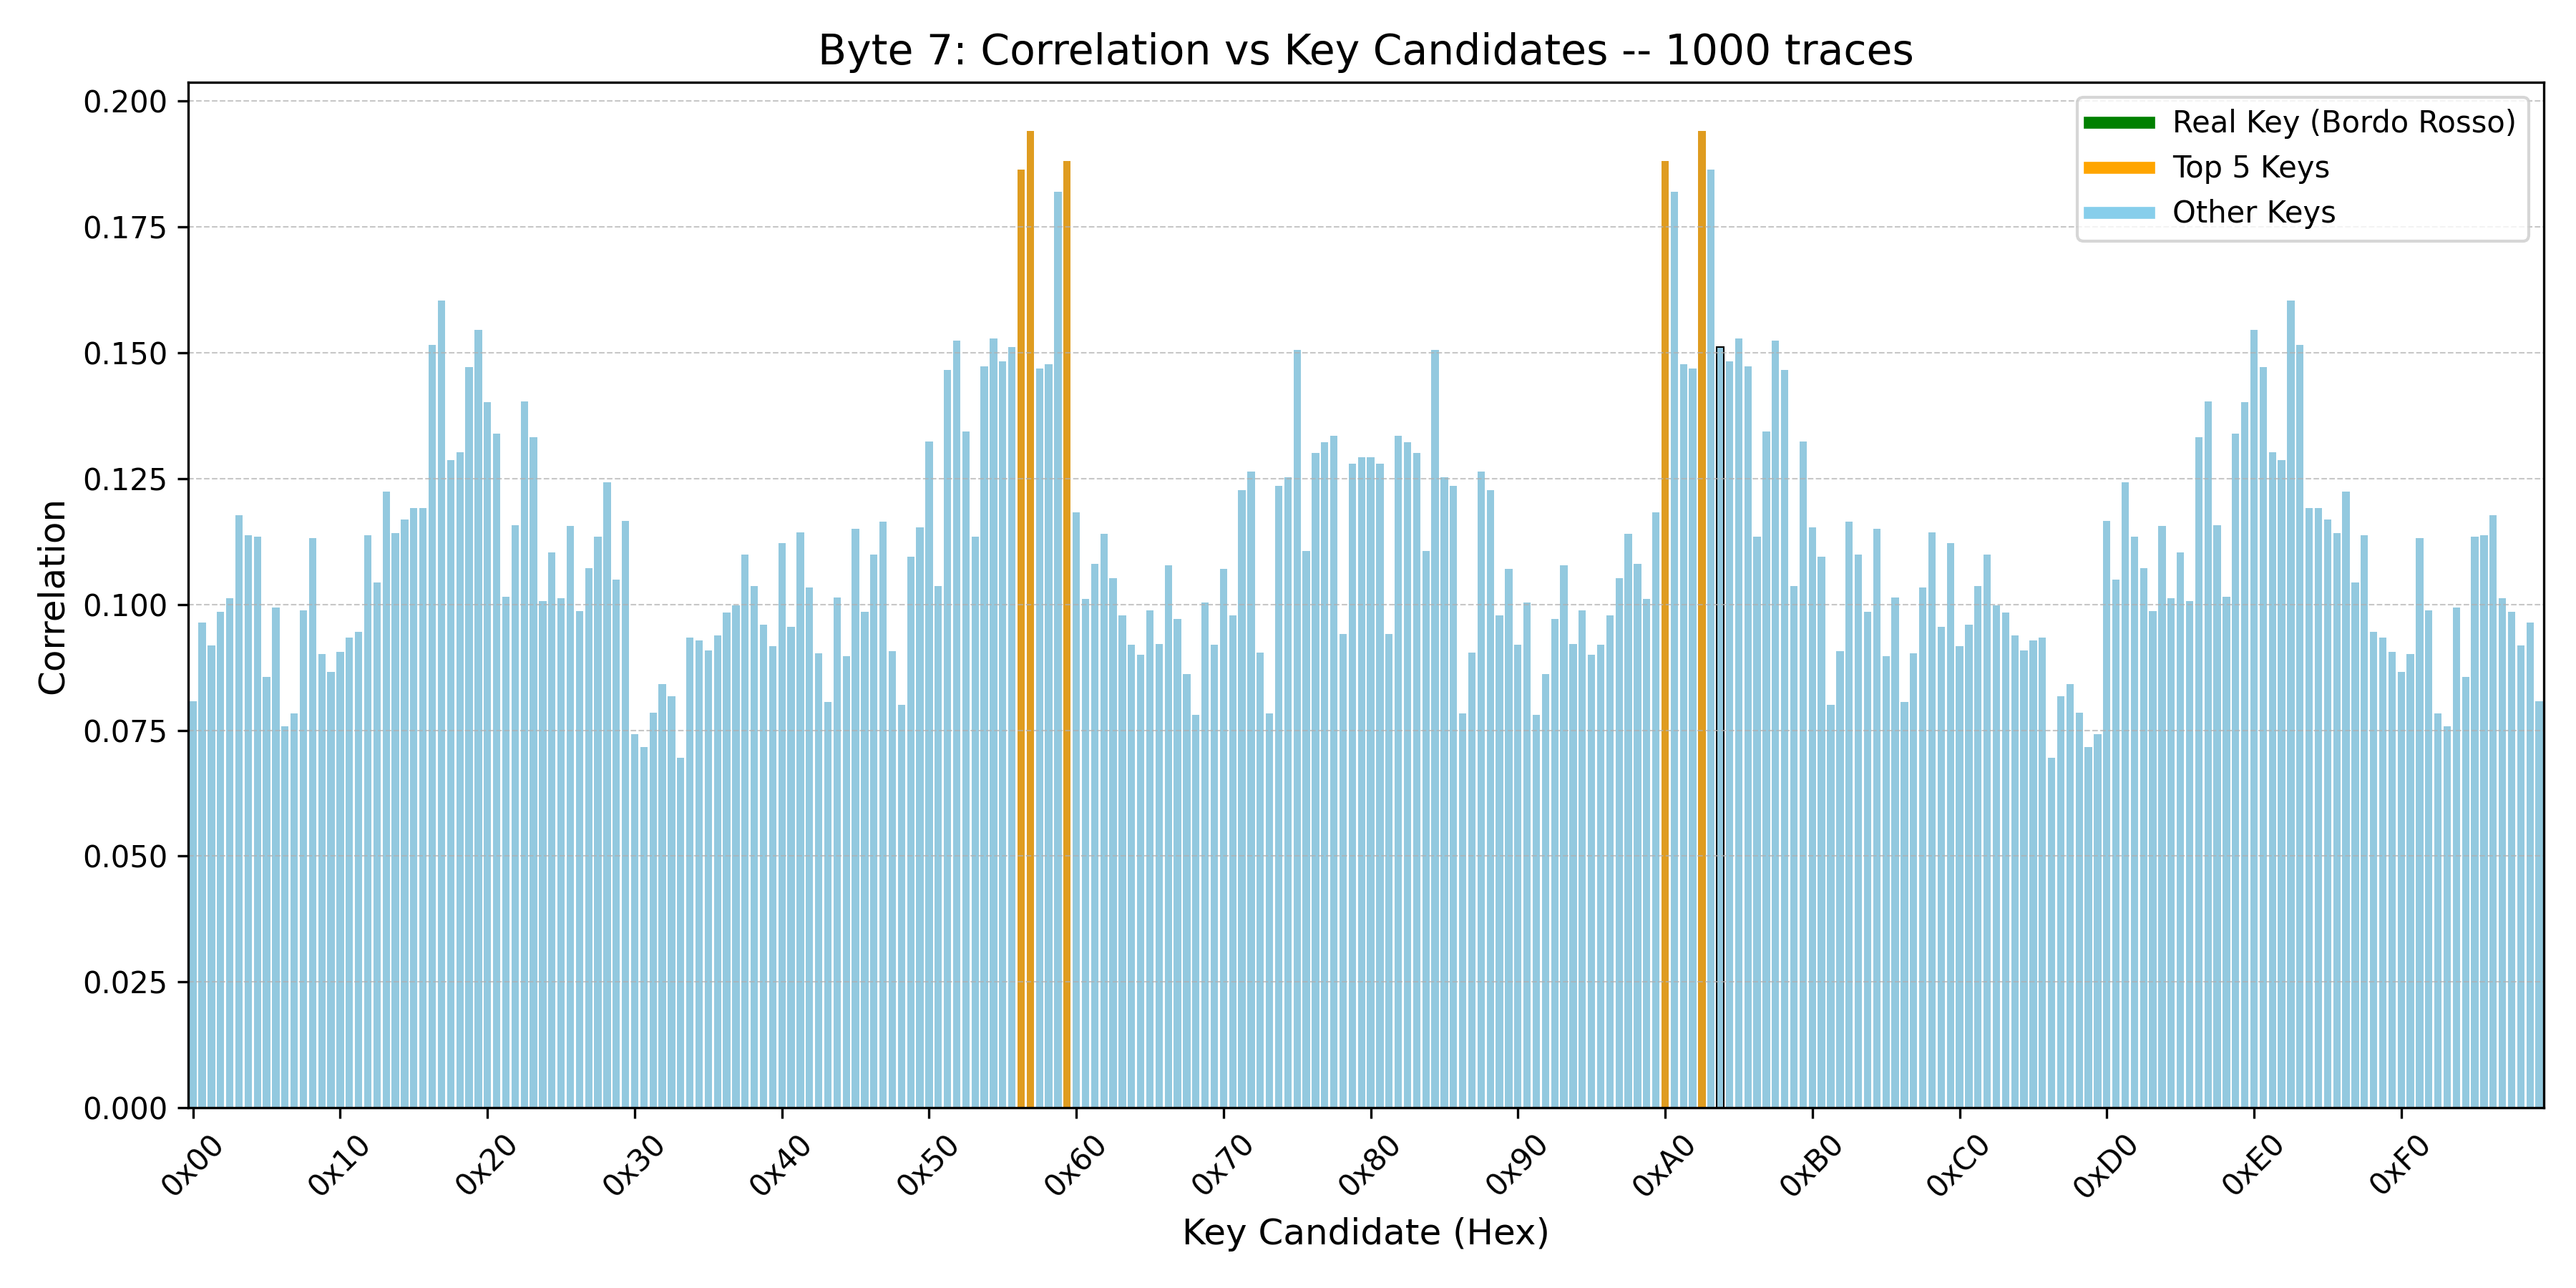 Byte 7: Correlation vs Key Candidates -- 1000 traces
Real Key (Bordo Rosso)
Top 5 Keys
Other Keys
Correlation
0.200
0.175
0.150
0.125
0.100
0.075
0.050
0.025
0.000
0x00
0x10
0x20
0x30
0x40
0x50
0x60
0x70
0x80
0x90
0xA0
0xB0
0xC0
0xD0
0xE0
0xF0
Key Candidate (Hex)